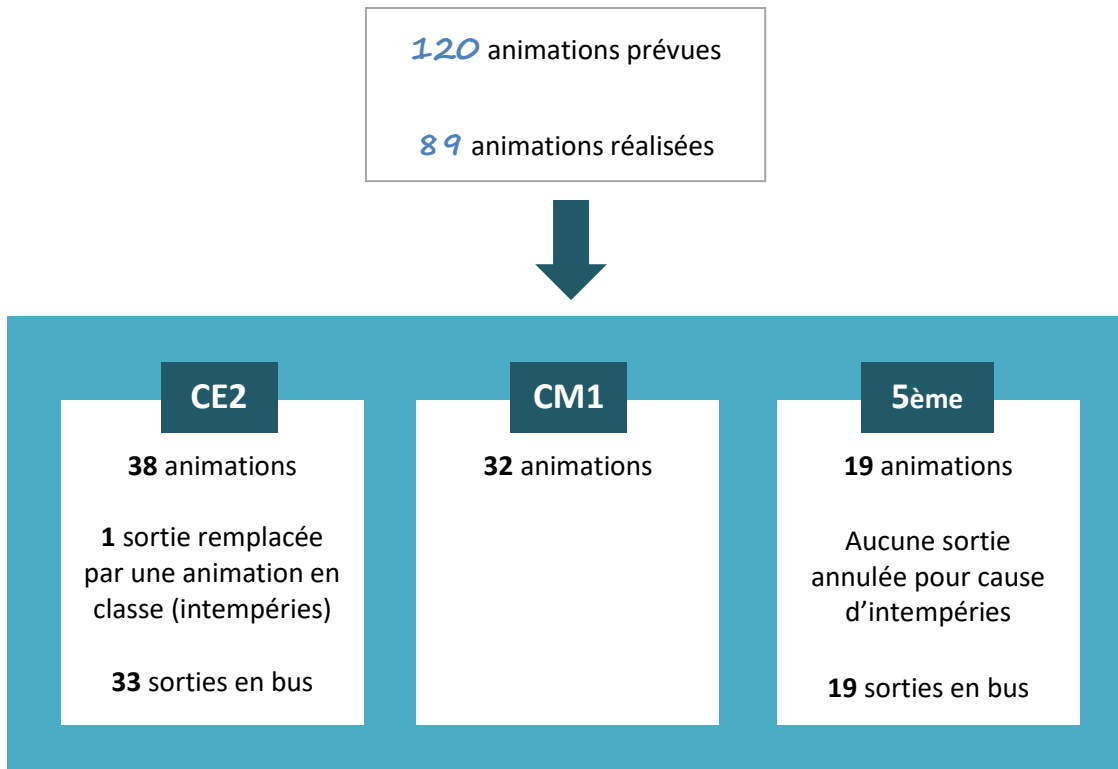 120 animations prévues
89 animations réalisées
CE2
38 animations
1 sortie remplacée
par une animation en
classe (intempéries)
33 sorties en bus
CM1
32 animations
5ème
19 animations
Aucune sortie
annulée pour cause
d’intempéries
19 sorties en bus